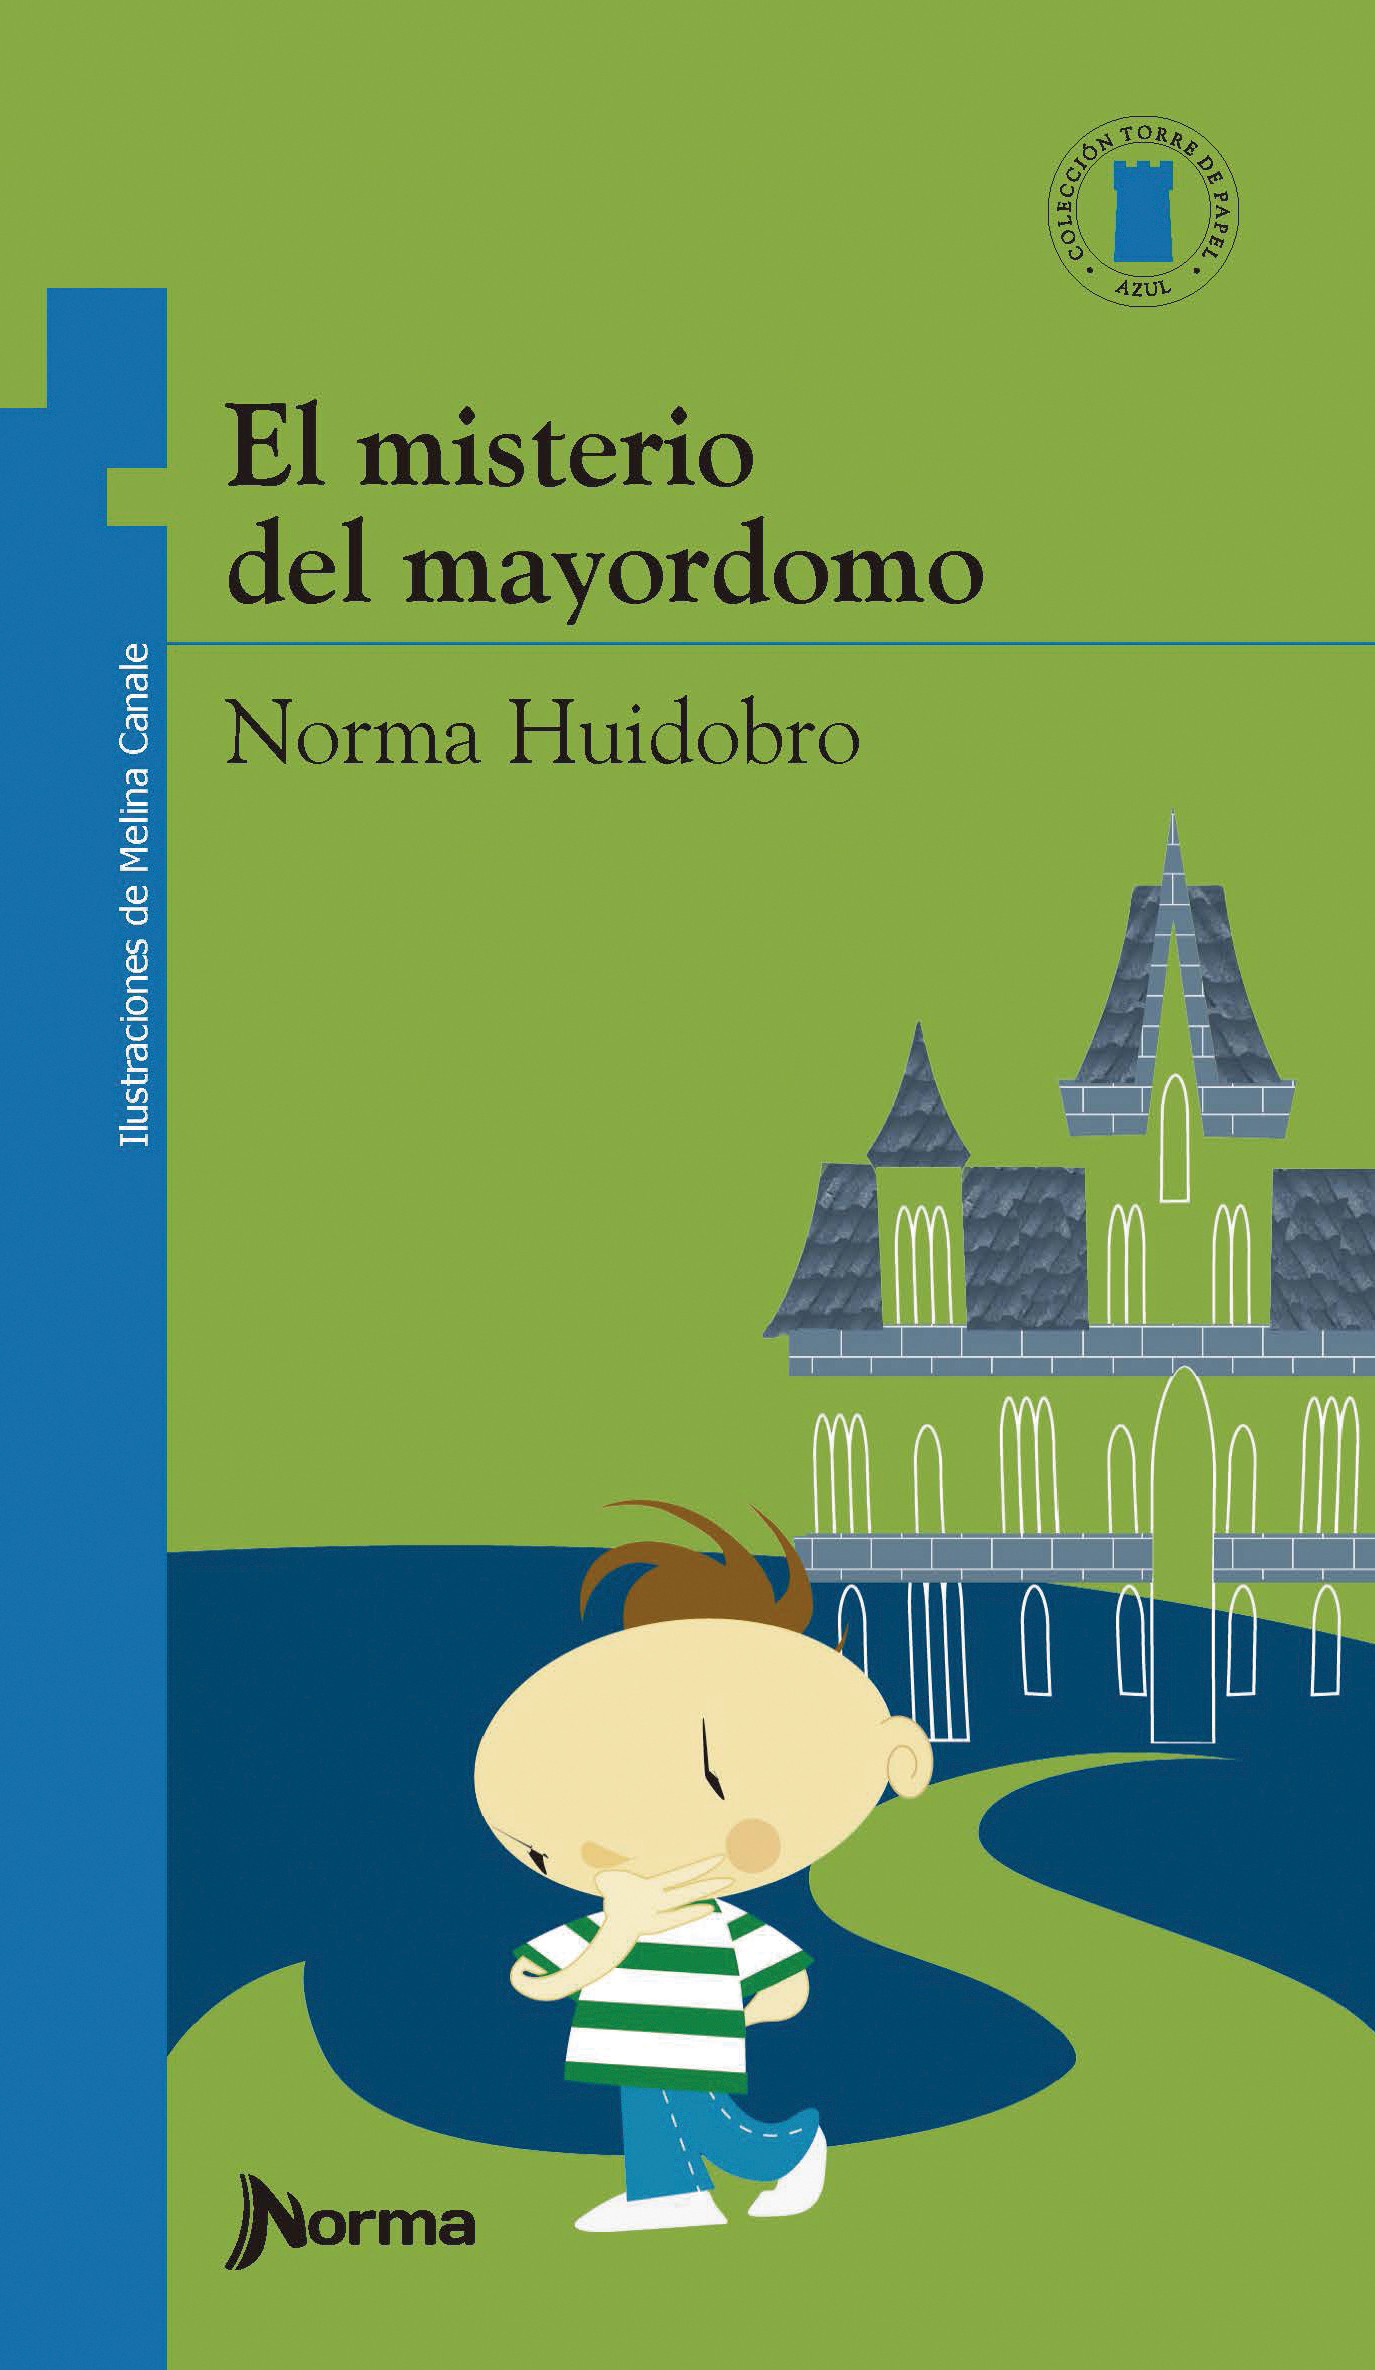 COLECCIÓN TORRE DE PAPEL
AZUL
El misterio
del mayordomo
Norma Huidobro
Ilustraciones de Melina Canale
Norma